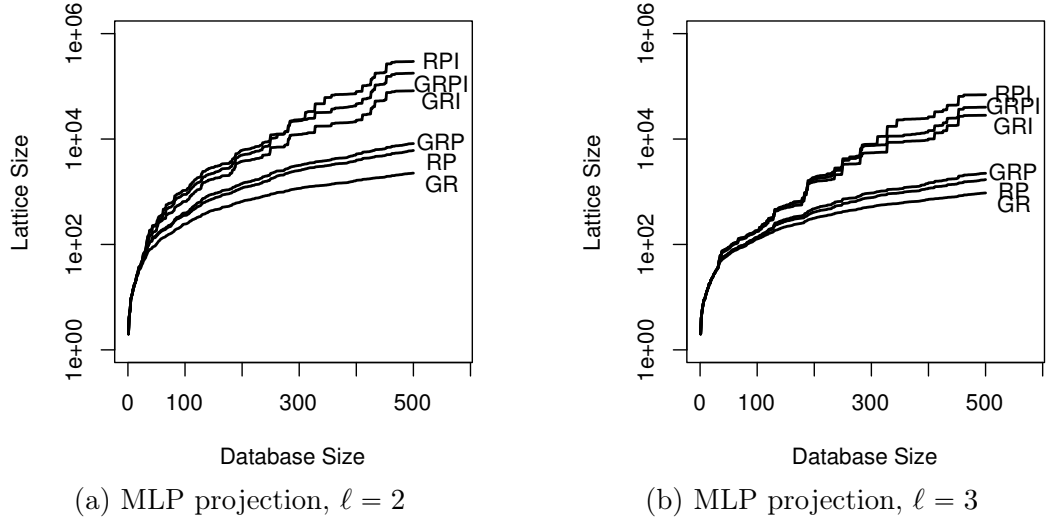 1e+06
1e+04
1e+02
1e+00
Lattice Size
RPI
GRPI
GRI
GRP
RP
GR
0 100 300 500
Database Size
(a) MLP projection, ℓ = 2
1e+06
1e+04
1e+02
1e+00
Lattice Size
RPI
GRPI
GRI
GRP
RP
GR
0 100 300 500
Database Size
(b) MLP projection, ℓ = 3